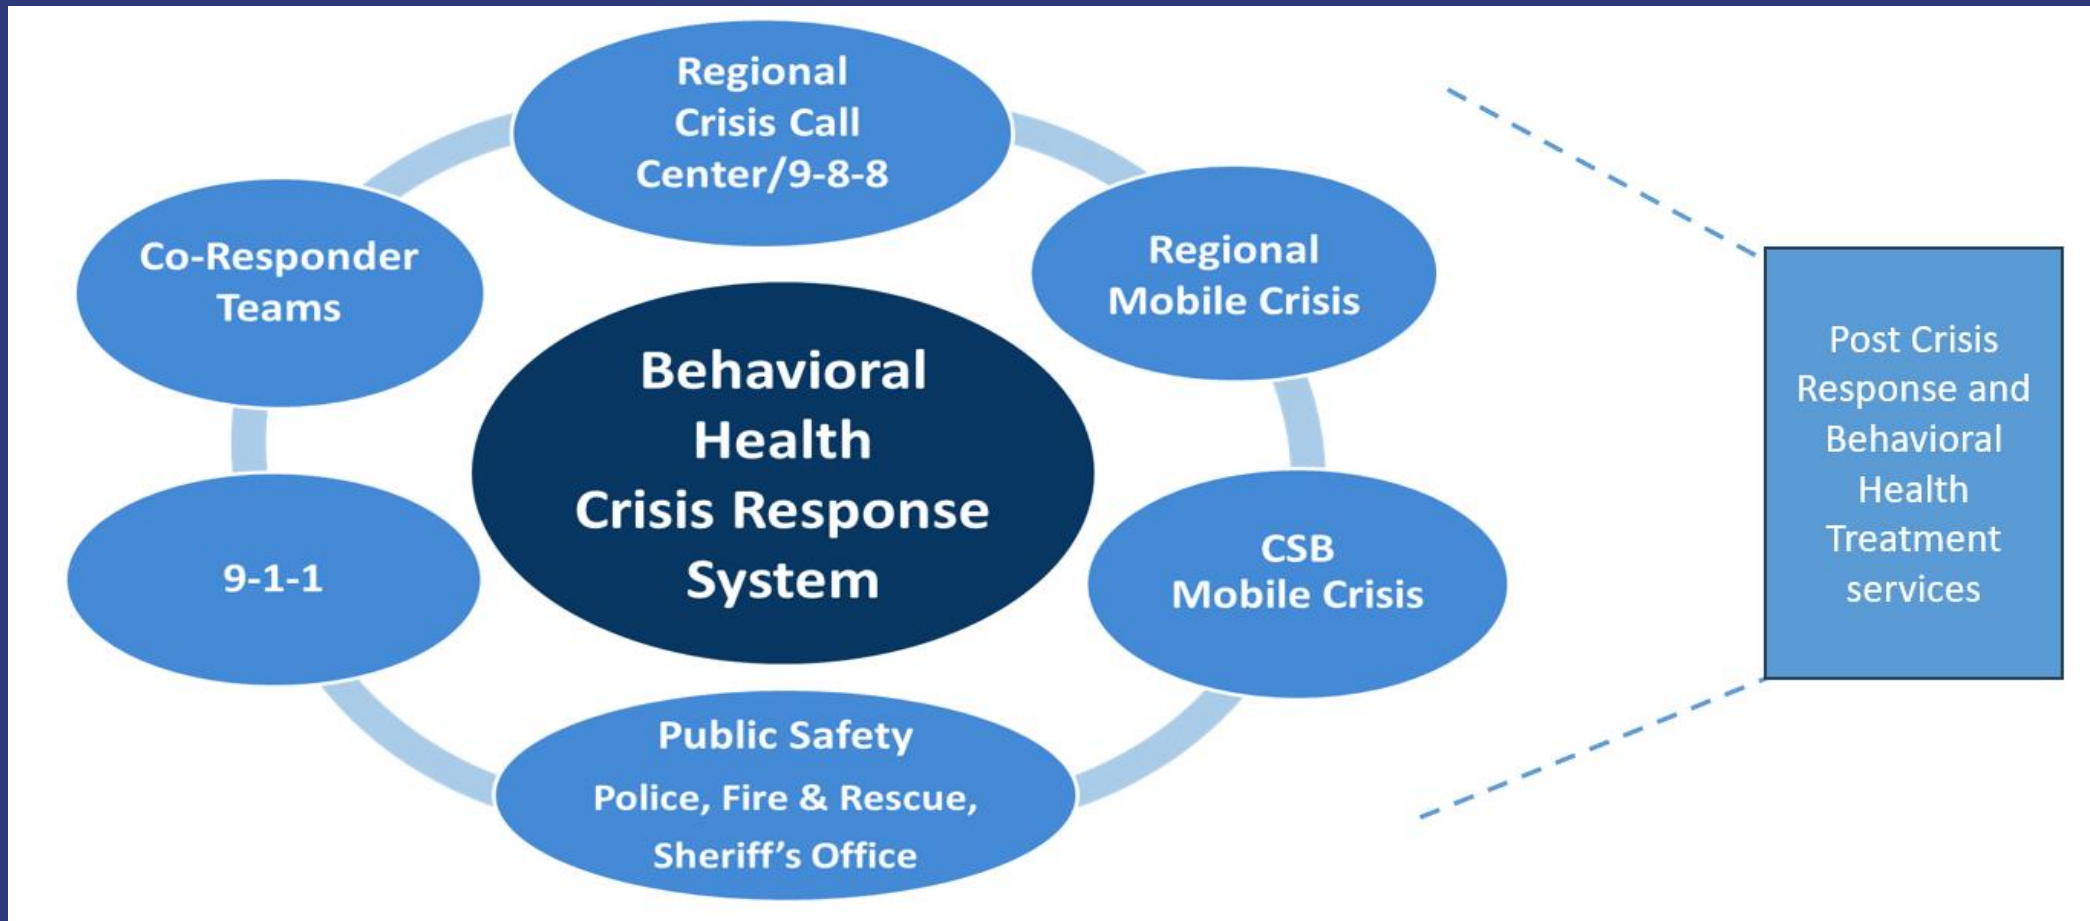 Regional
Crisis Call
Center/9-8-8
Regional
Mobile Crisis
CSB
Mobile Crisis
Public Safety
Police, Fire & Rescue,
Sheriff’s Office
9-1-1
Co-Responder
Teams
Behavioral
Health
Crisis Response
System
Post Crisis
Response and
Behavioral
Health
Treatment
services